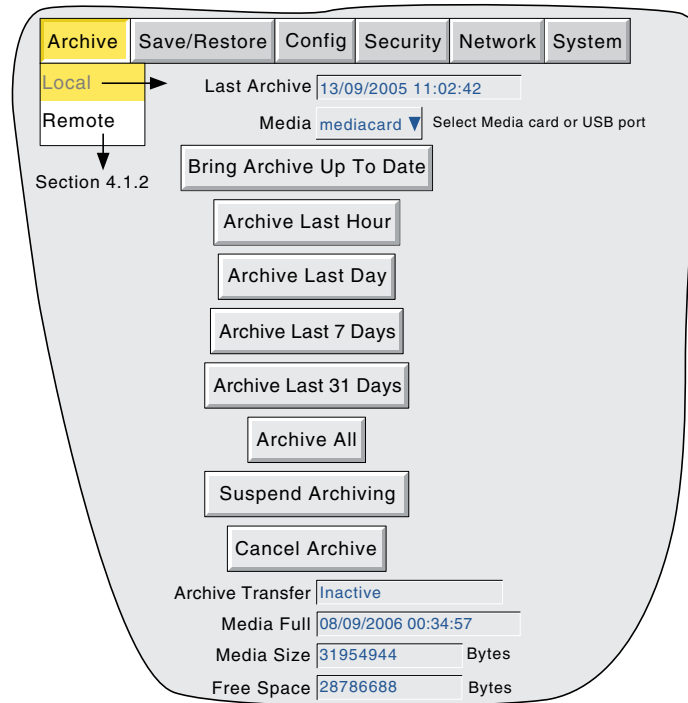 Archive Save/Restore Config Security Network System
Local
Remote
Section 4.1.2
Last Archive 13/09/2005 11:02:42
Media mediacard Select Media card or USB port
Bring Archive Up To Date
Archive Last Hour
Archive Last Day
Archive Last 7 Days
Archive Last 31 Days
Archive All
Suspend Archiving
Cancel Archive
Archive Transfer Inactive
Media Full 08/09/2006 00:34:57
Media Size 31954944 Bytes
Free Space 28786688 Bytes